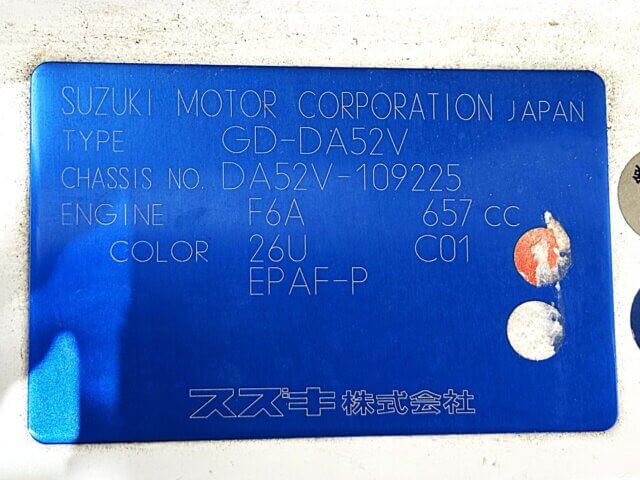 SUZUKI MOTOR CORPORATION JAPAN
TYPE GD-DA52V
CHASSIS NO. DA52V-109225
ENGINE F6A 657 CC
COLOR 26U C01
EPAF-P
スズキ株式会社